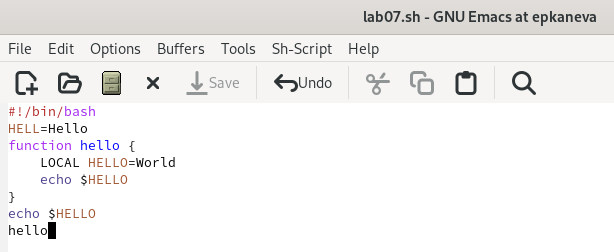 lab07.sh - GNU Emacs at epkaneva
File Edit Options Buffers Tools Sh-Script Help
Save Undo
#!/bin/bash
HELL=Hello
function hello {
    LOCAL HELLO=World
    echo $HELLO
}
echo $HELLO
hello